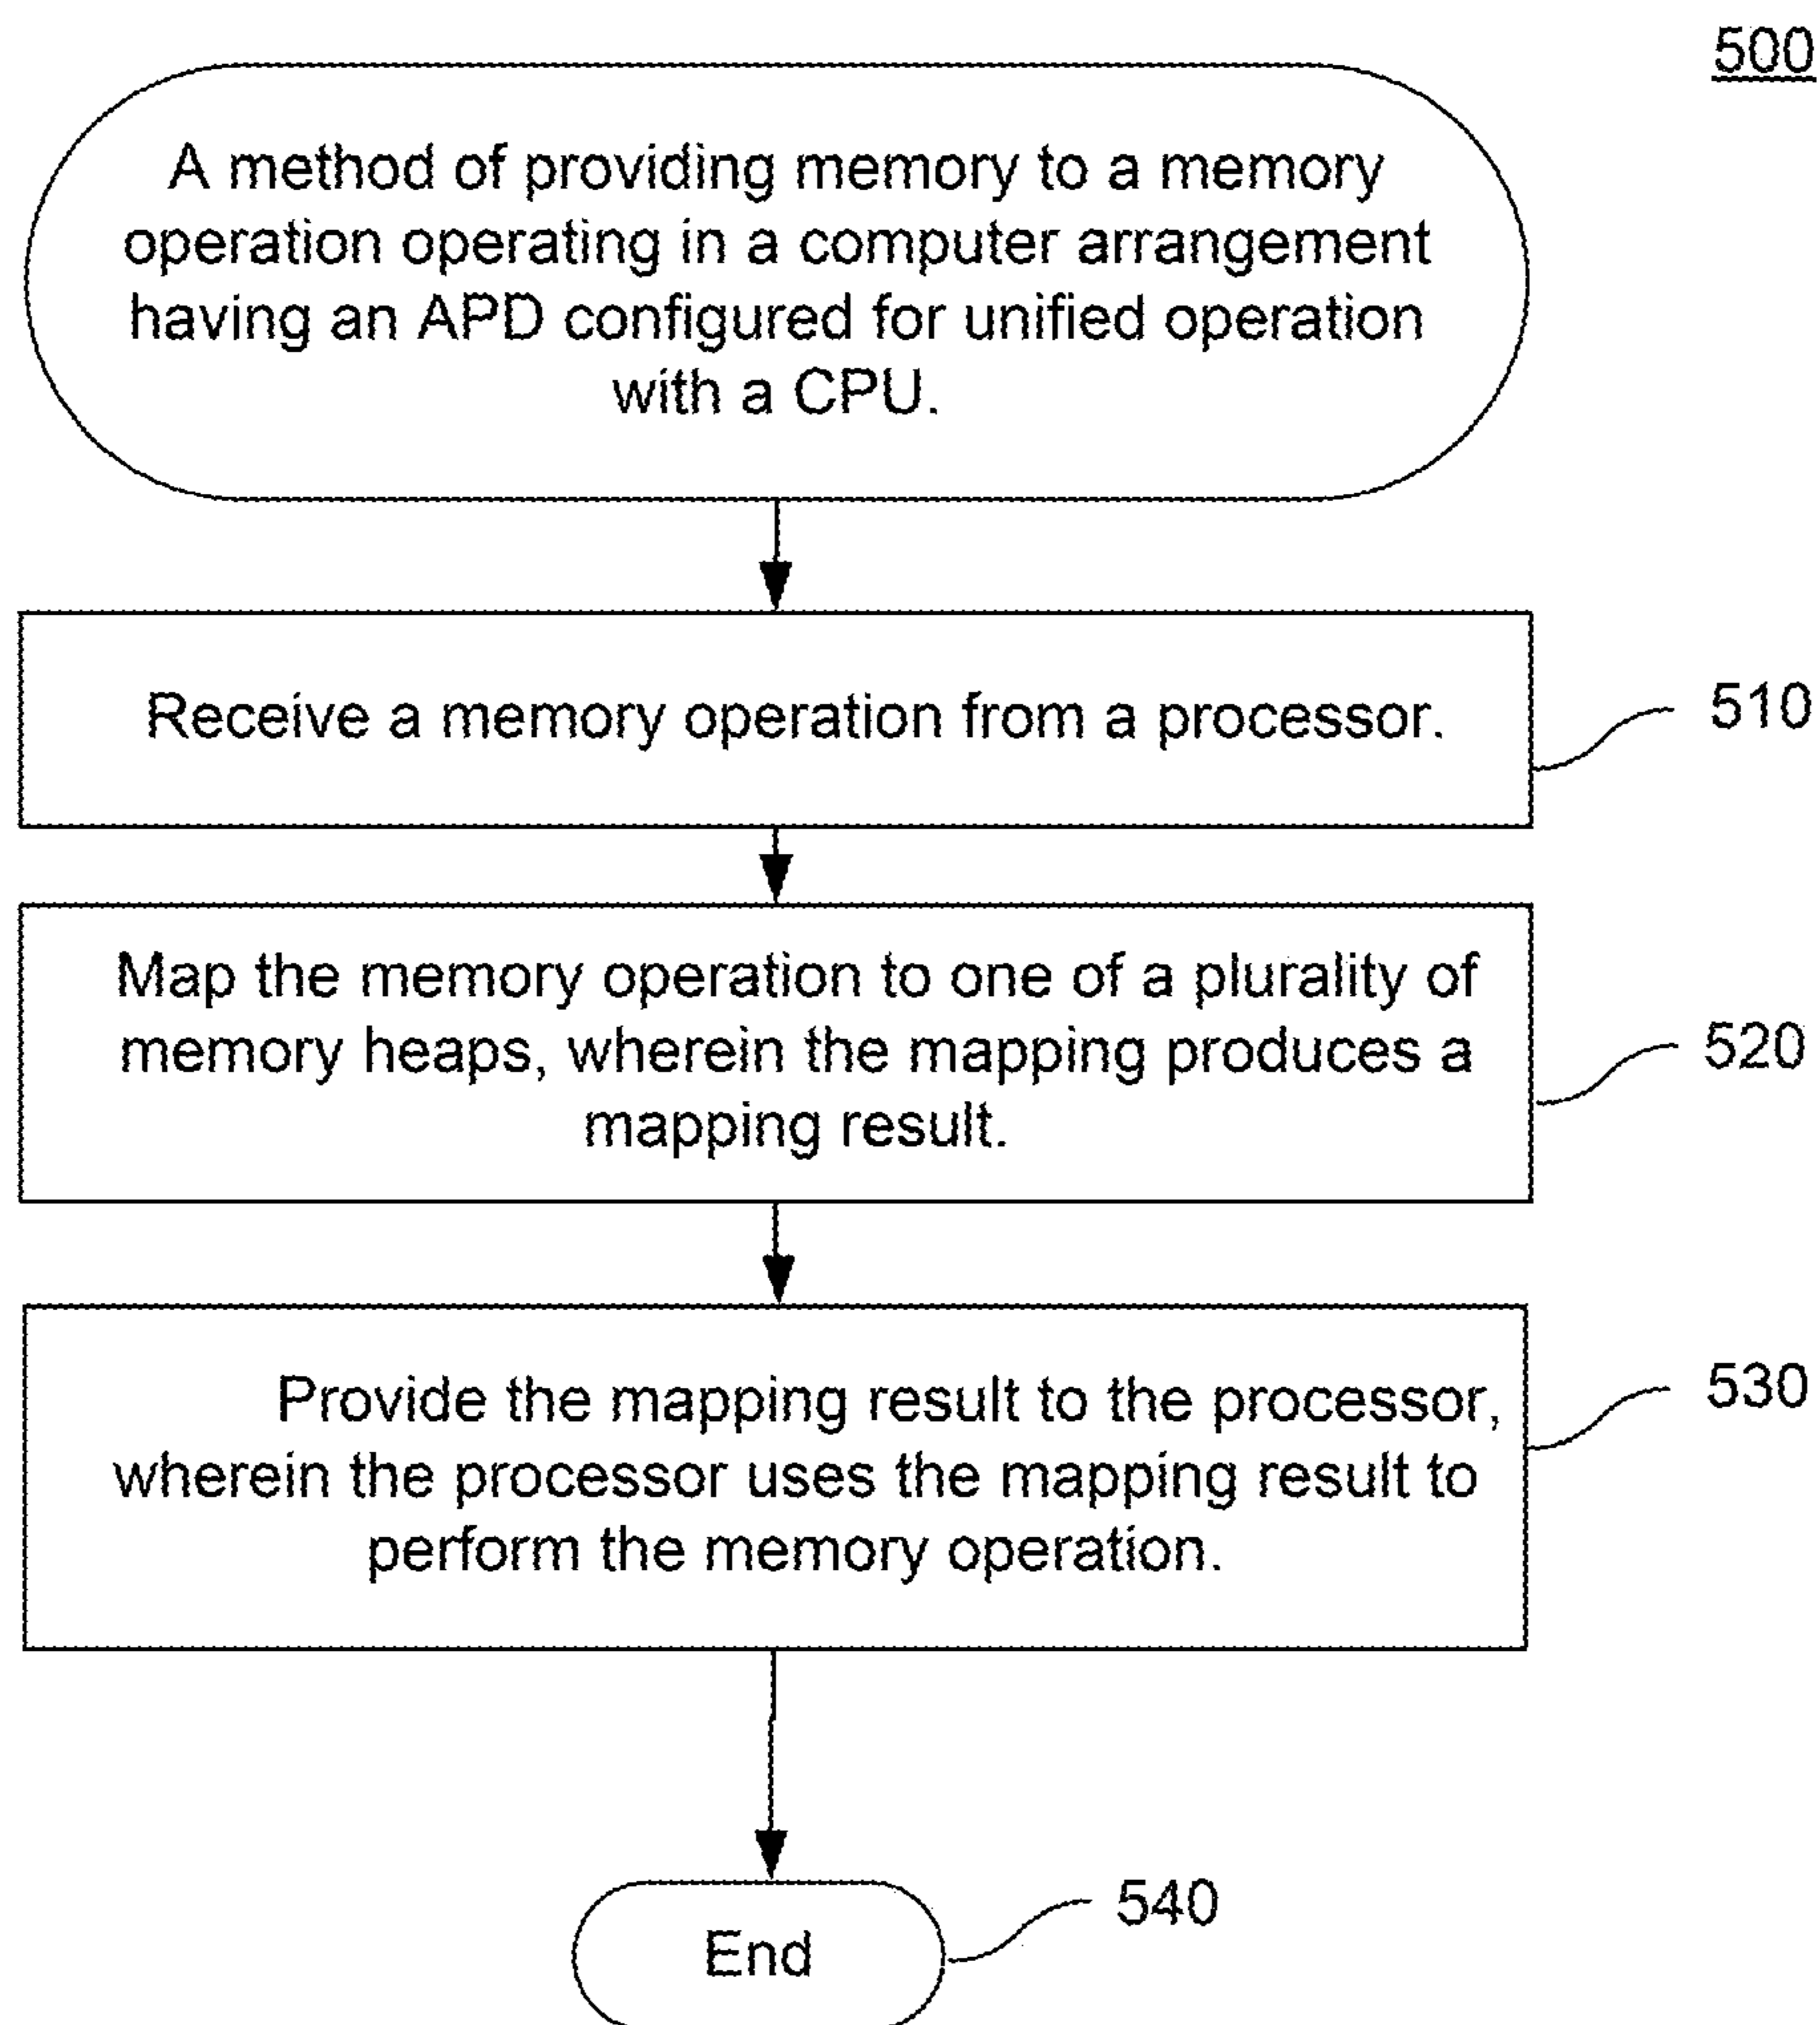 500
A method of providing memory to a memory
operation operating in a computer arrangement
having an APD configured for unified operation
with a CPU.
Receive a memory operation from a processor.
510
Map the memory operation to one of a plurality of
memory heaps, wherein the mapping produces a
mapping result.
520
Provide the mapping result to the processor,
wherein the processor uses the mapping result to
perform the memory operation.
530
End
540